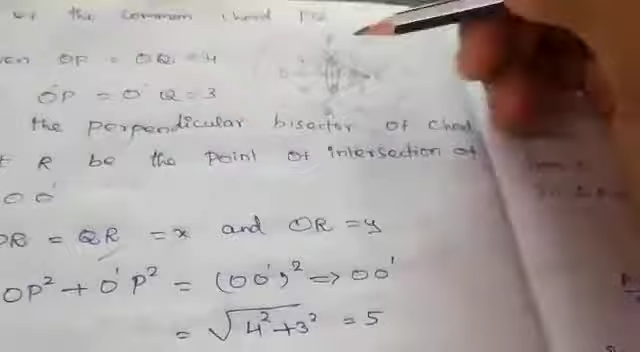 of the common chord
OP = OQ = 4
O'P = O'Q = 3
the perpendicular bisector of chord
R be the point of intersection of
OO'
PR = QR = x and OR = y
OP² + O'P² = (OO')² => OO'
= √4²+3² = 5